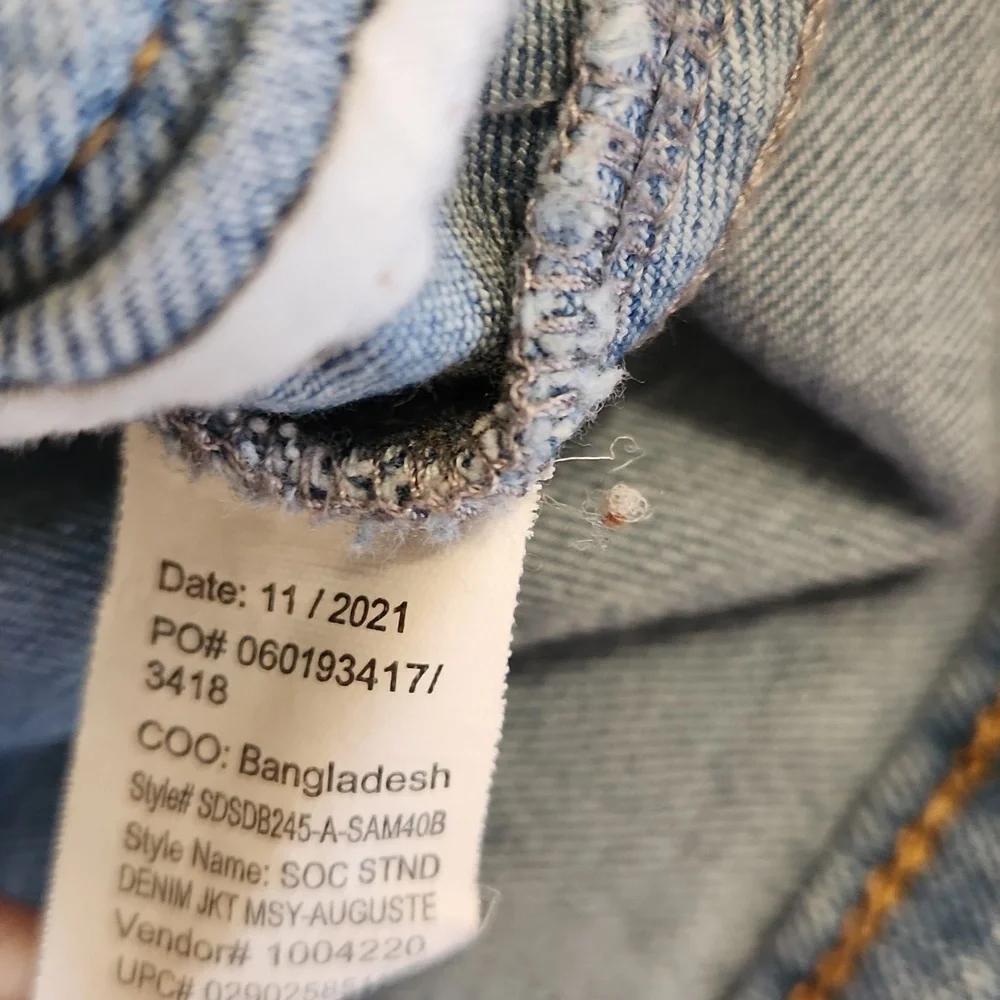 Date: 11 / 2021
PO# 060193417/
3418
COO: Bangladesh
Style# SDSDB245-A-SAM40B
Style Name: SOC STND
DENIM JKT MSY-AUGUSTE
Vendor# 1004220
UPC#